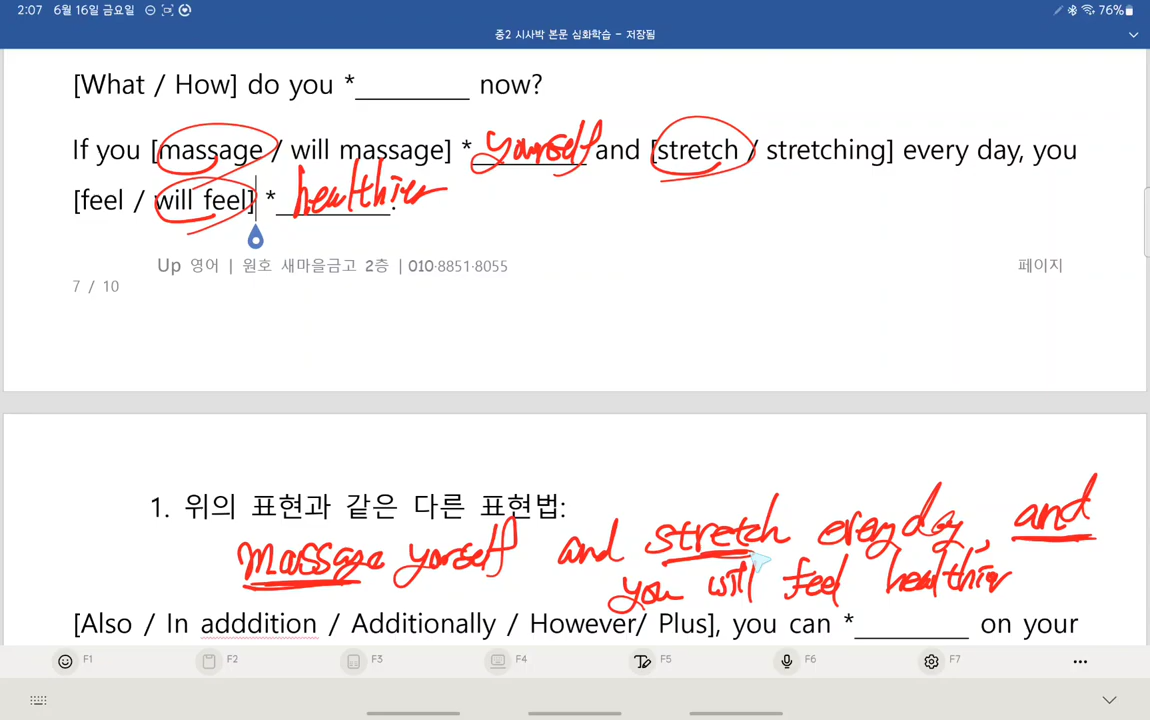 2:07 6월 16일 금요일 76%
중2 시사박 본문 심화학습 – 저장됨
[What / How] do you *________ now?
If you [massage / will massage] * yourself and [stretch / stretching] every day, you
[feel / will feel] * healthier.
Up 영어 | 원호 새마을금고 2층 | 010·8851·8055 페이지
7 / 10
1. 위의 표현과 같은 다른 표현법:
massage yorself and stretch every day, and
you will feel healthier
[Also / In adddition / Additionally / However/ Plus], you can *________ on your
F1 F2 F3 F4 F5 F6 F7